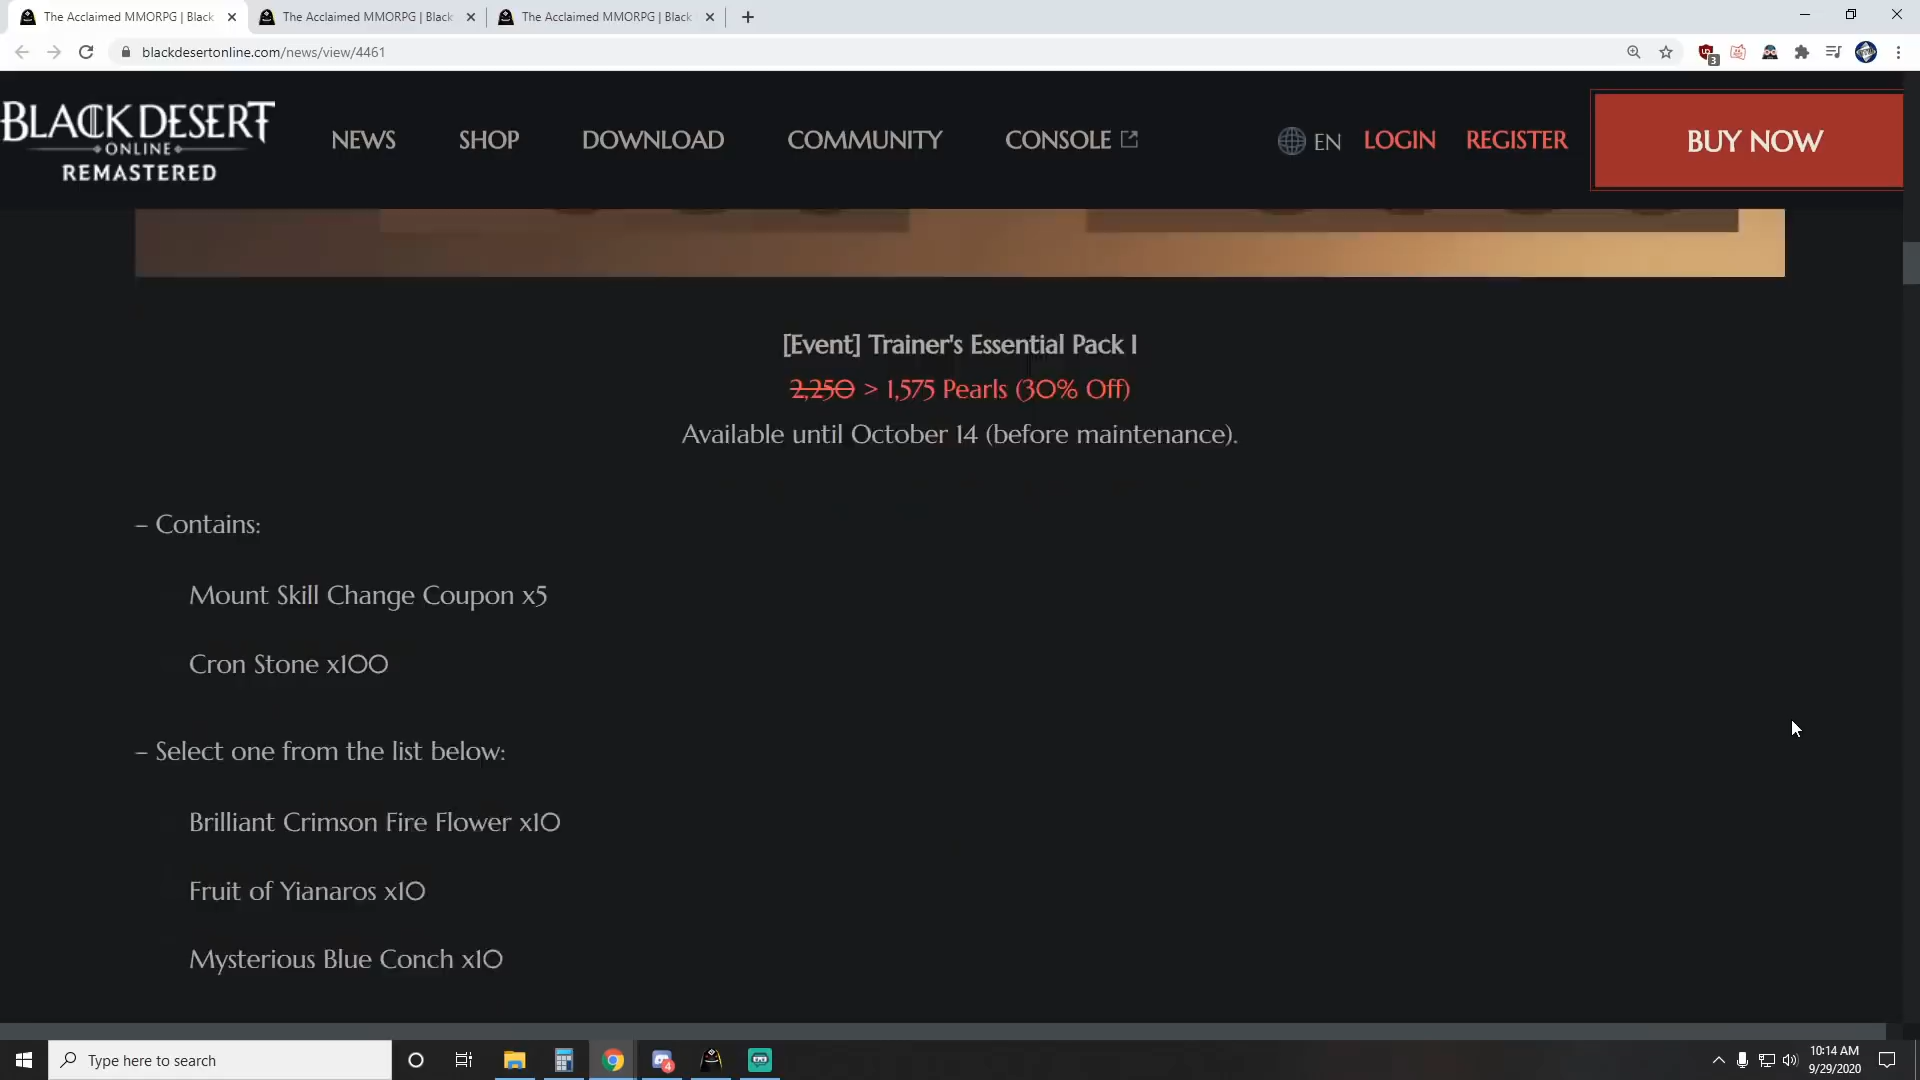 The Acclaimed MMORPG | Black
The Acclaimed MMORPG | Black
The Acclaimed MMORPG | Black
blackdesertonline.com/news/view/4461
3
BLACK DESERT
ONLINE
REMASTERED
NEWS
SHOP
DOWNLOAD
COMMUNITY
CONSOLE
EN
LOGIN
REGISTER
BUY NOW
[Event] Trainer's Essential Pack I
2,250 > 1,575 Pearls (30% Off)
Available until October 14 (before maintenance).
– Contains:
Mount Skill Change Coupon x5
Cron Stone x100
– Select one from the list below:
Brilliant Crimson Fire Flower x10
Fruit of Yianaros x10
Mysterious Blue Conch x10
Type here to search
4
10:14 AM
9/29/2020